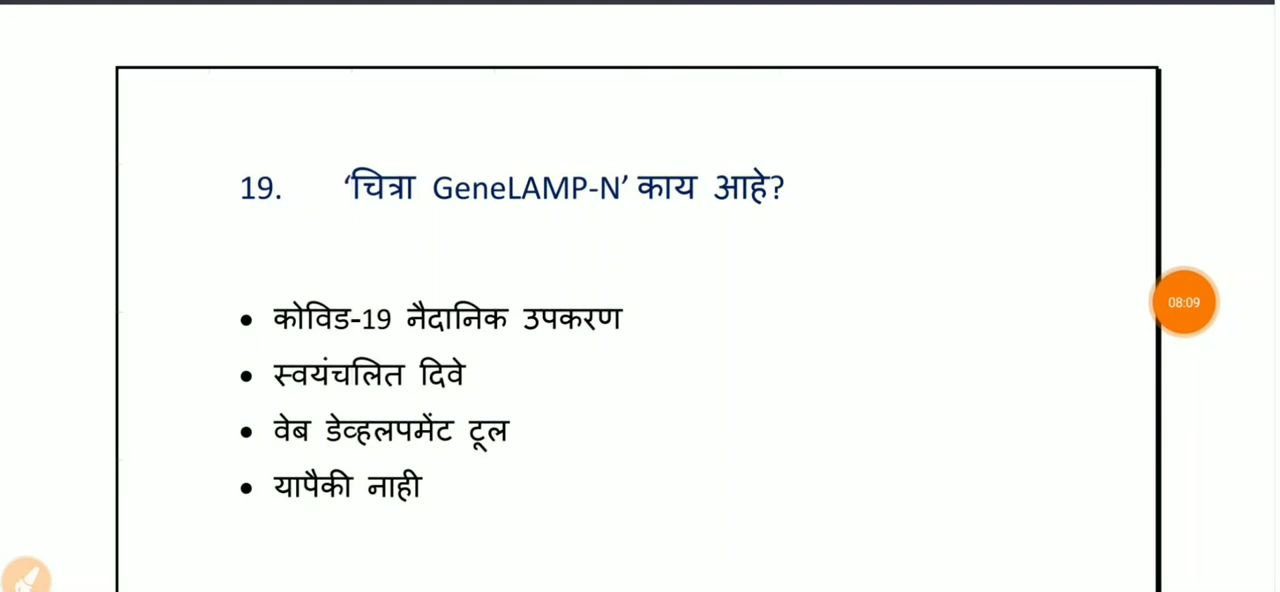 19. ‘चित्रा GeneLAMP-N’ काय आहे?
• कोविड-19 नैदानिक उपकरण
08:09
• स्वयंचलित दिवे
• वेब डेव्हलपमेंट टूल
• यापैकी नाही